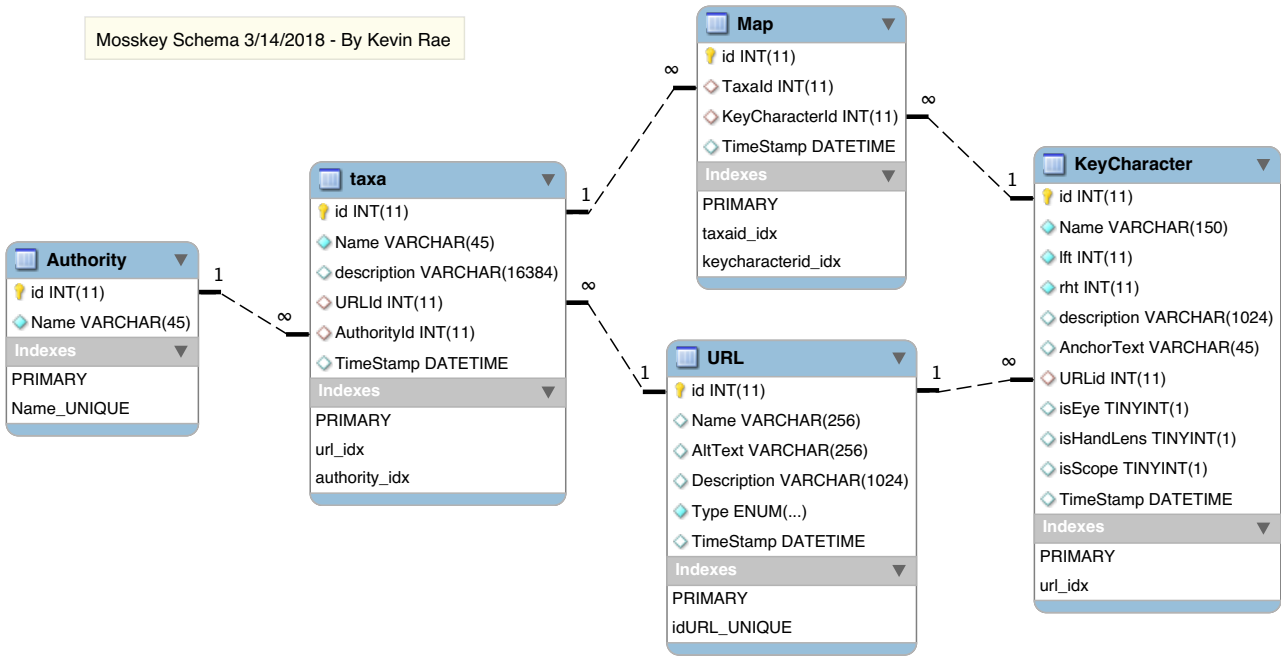 Mosskey Schema 3/14/2018 - By Kevin Rae
Authority
id INT(11)
Name VARCHAR(45)
Indexes
PRIMARY
Name_UNIQUE
1
∞
taxa
id INT(11)
Name VARCHAR(45)
description VARCHAR(16384)
URLId INT(11)
AuthorityId INT(11)
TimeStamp DATETIME
Indexes
PRIMARY
url_idx
authority_idx
1
∞
∞
1
Map
id INT(11)
TaxaId INT(11)
KeyCharacterId INT(11)
TimeStamp DATETIME
Indexes
PRIMARY
taxaid_idx
keycharacterid_idx
∞
1
URL
id INT(11)
Name VARCHAR(256)
AltText VARCHAR(256)
Description VARCHAR(1024)
Type ENUM(...)
TimeStamp DATETIME
Indexes
PRIMARY
idURL_UNIQUE
1
∞
KeyCharacter
id INT(11)
Name VARCHAR(150)
lft INT(11)
rht INT(11)
description VARCHAR(1024)
AnchorText VARCHAR(45)
URLid INT(11)
isEye TINYINT(1)
isHandLens TINYINT(1)
isScope TINYINT(1)
TimeStamp DATETIME
Indexes
PRIMARY
url_idx